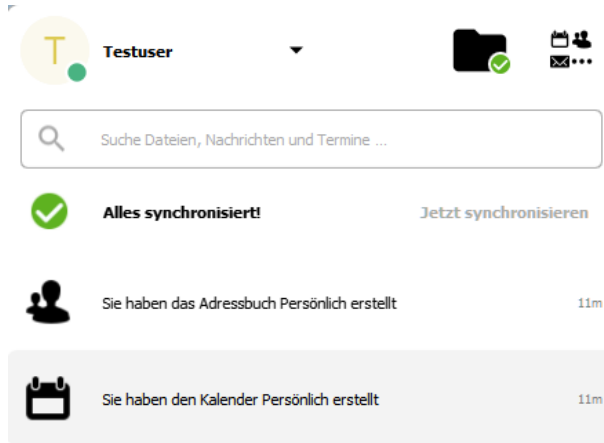 T
Testuser
Suche Dateien, Nachrichten und Termine ...
Alles synchronisiert! Jetzt synchronisieren
Sie haben das Adressbuch Persönlich erstellt 11m
Sie haben den Kalender Persönlich erstellt 11m